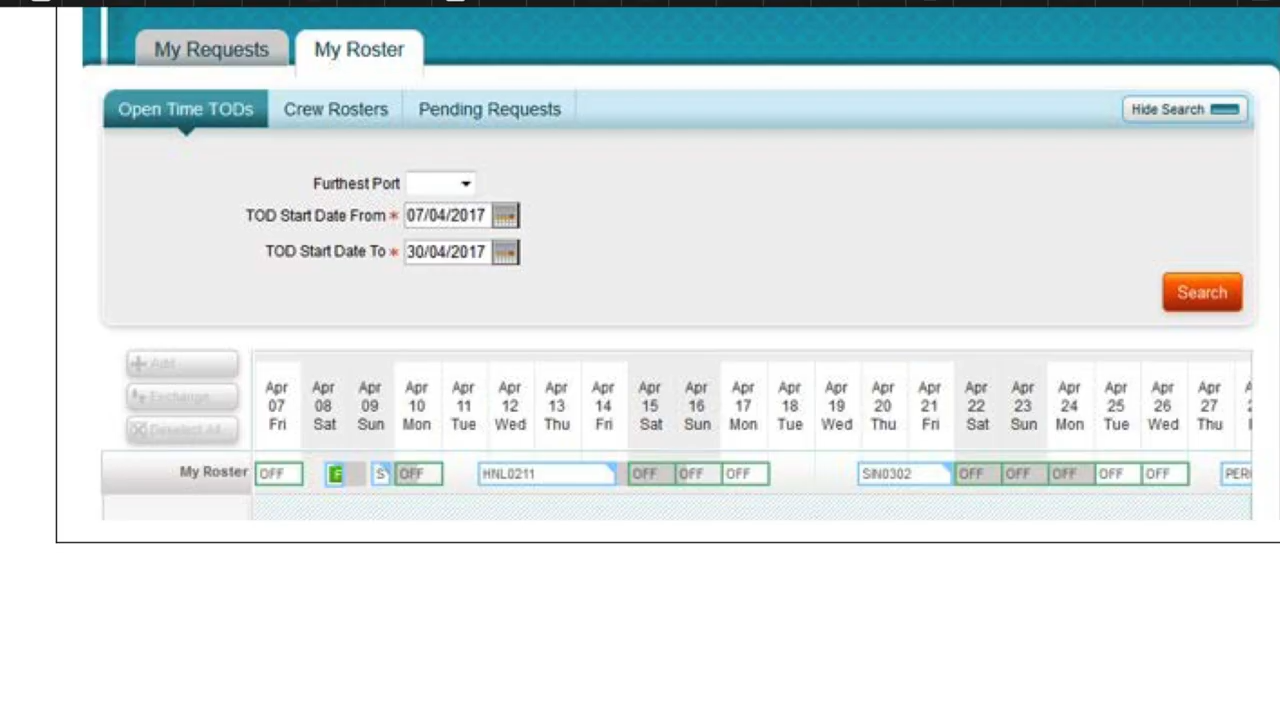 My Requests My Roster
Open Time TODs Crew Rosters Pending Requests Hide Search
Furthest Port
TOD Start Date From * 07/04/2017
TOD Start Date To * 30/04/2017
Search
Add
Exchange
Deselect All
Apr Apr Apr Apr Apr Apr Apr Apr Apr Apr Apr Apr Apr Apr Apr Apr Apr Apr Apr Apr Apr
07 08 09 10 11 12 13 14 15 16 17 18 19 20 21 22 23 24 25 26 27
Fri Sat Sun Mon Tue Wed Thu Fri Sat Sun Mon Tue Wed Thu Fri Sat Sun Mon Tue Wed Thu
My Roster OFF S OFF HNL0211 OFF OFF OFF SIN0302 OFF OFF OFF OFF OFF